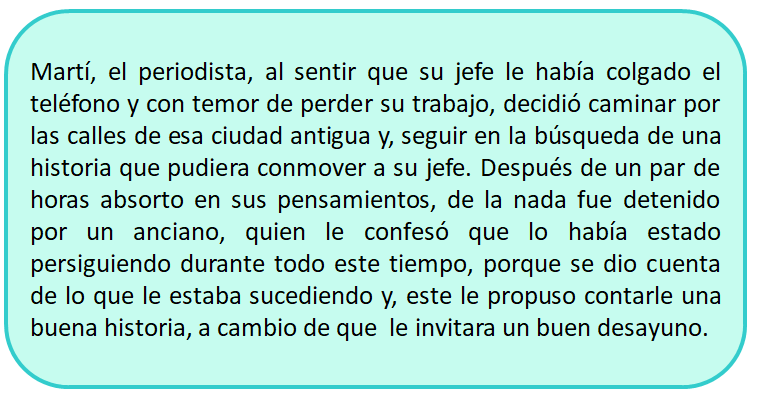 Martí, el periodista, al sentir que su jefe le había colgado el
teléfono y con temor de perder su trabajo, decidió caminar por
las calles de esa ciudad antigua y, seguir en la búsqueda de una
historia que pudiera conmover a su jefe. Después de un par de
horas absorto en sus pensamientos, de la nada fue detenido
por un anciano, quien le confesó que lo había estado
persiguiendo durante todo este tiempo, porque se dio cuenta
de lo que le estaba sucediendo y, este le propuso contarle una
buena historia, a cambio de que  le invitara un buen desayuno.